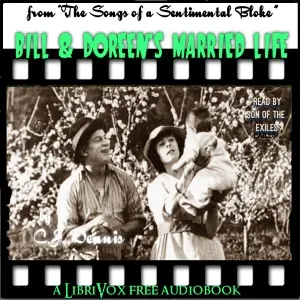 from "The Songs of a Sentimental Bloke"
BILL & DOREEN'S MARRIED LIFE
READ BY
SON OF THE
EXILES
by
C.J. Dennis
A LIBRIVOX FREE AUDIOBOOK